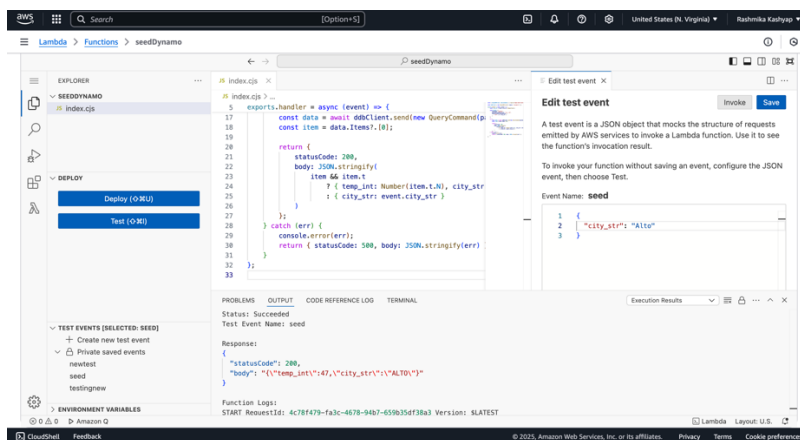 aws
Search [Option+S] United States (N. Virginia) Rashmika Kashyap
Lambda > Functions > seedDynamo
seedDynamo
EXPLORER ...
SEEDDYNAMO
JS index.cjs
DEPLOY
Deploy (⇧⌘U)
Test (⇧⌘I)
TEST EVENTS [SELECTED: SEED]
+ Create new test event
Private saved events
newtest
seed
testingnew
ENVIRONMENT VARIABLES
JS index.cjs ×
JS index.cjs > ...
5 exports.handler = async (event) => {
17 const data = await ddbClient.send(new QueryCommand(
18 const item = data.Items?.[0];
19
20 return {
21 statusCode: 200,
22 body: JSON.stringify(
23 item && item.t
24 ? { temp_int: Number(item.t.N), city_str
25 : { city_str: event.city_str }
26 )
27 };
28 } catch (err) {
29 console.error(err);
30 return { statusCode: 500, body: JSON.stringify(err)
31 }
32 };
33
Edit test event ×
Edit test event Invoke Save
A test event is a JSON object that mocks the structure of requests
emitted by AWS services to invoke a Lambda function. Use it to see
the function's invocation result.
To invoke your function without saving an event, configure the JSON
event, then choose Test.
Event Name: seed
1 {
2 "city_str": "Alto"
3 }
PROBLEMS OUTPUT CODE REFERENCE LOG TERMINAL Execution Results
Status: Succeeded
Test Event Name: seed
Response:
{
"statusCode": 200,
"body": "{\"temp_int\":47,\"city_str\":\"ALTO\"}"
}
Function Logs:
START RequestId: 4c78f479-fa3c-4678-94b7-659b35df38a3 Version: $LATEST
0 0 Amazon Q Lambda Layout: U.S.
CloudShell Feedback © 2025, Amazon Web Services, Inc. or its affiliates. Privacy Terms Cookie preference